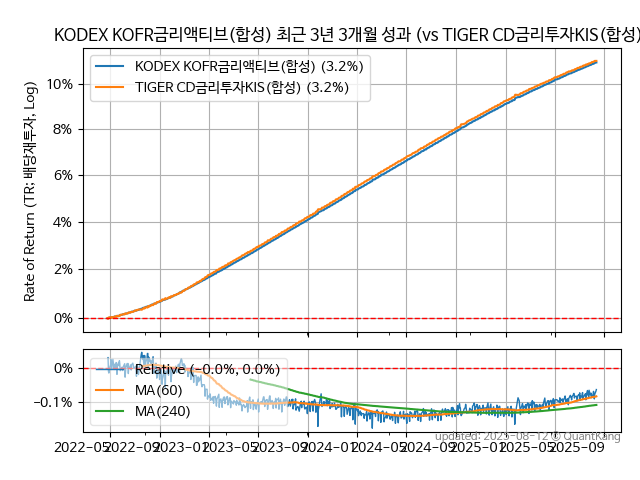 KODEX KOFR금리액티브(합성) 최근 3년 3개월 성과 (vs TIGER CD금리투자KIS(합성)
Rate of Return (TR: 배당재투자, Log)
KODEX KOFR금리액티브(합성) (3.2%)
TIGER CD금리투자KIS(합성) (3.2%)
10%
8%
6%
4%
2%
0%
0%
−0.1%
Relative (−0.0%, 0.0%)
MA(60)
MA(240)
updated: 2025-08-12 © QuantKang
2022-05 2022-09 2023-01 2023-05 2023-09 2024-01 2024-05 2024-09 2025-01 2025-05 2025-09